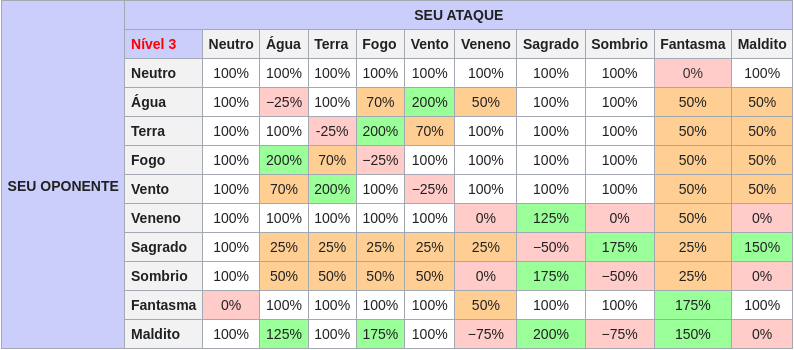 SEU ATAQUE
Nível 3 Neutro Água Terra Fogo Vento Veneno Sagrado Sombrio Fantasma Maldito
Neutro 100% 100% 100% 100% 100% 100% 100% 100% 0% 100%
Água 100% −25% 100% 70% 200% 50% 100% 100% 50% 50%
Terra 100% 100% -25% 200% 70% 100% 100% 100% 50% 50%
Fogo 100% 200% 70% −25% 100% 100% 100% 100% 50% 50%
SEU OPONENTE
Vento 100% 70% 200% 100% −25% 100% 100% 100% 50% 50%
Veneno 100% 100% 100% 100% 100% 0% 125% 0% 50% 0%
Sagrado 100% 25% 25% 25% 25% 25% −50% 175% 25% 150%
Sombrio 100% 50% 50% 50% 50% 0% 175% −50% 25% 0%
Fantasma 0% 100% 100% 100% 100% 50% 100% 100% 175% 100%
Maldito 100% 125% 100% 175% 100% −75% 200% −75% 150% 0%